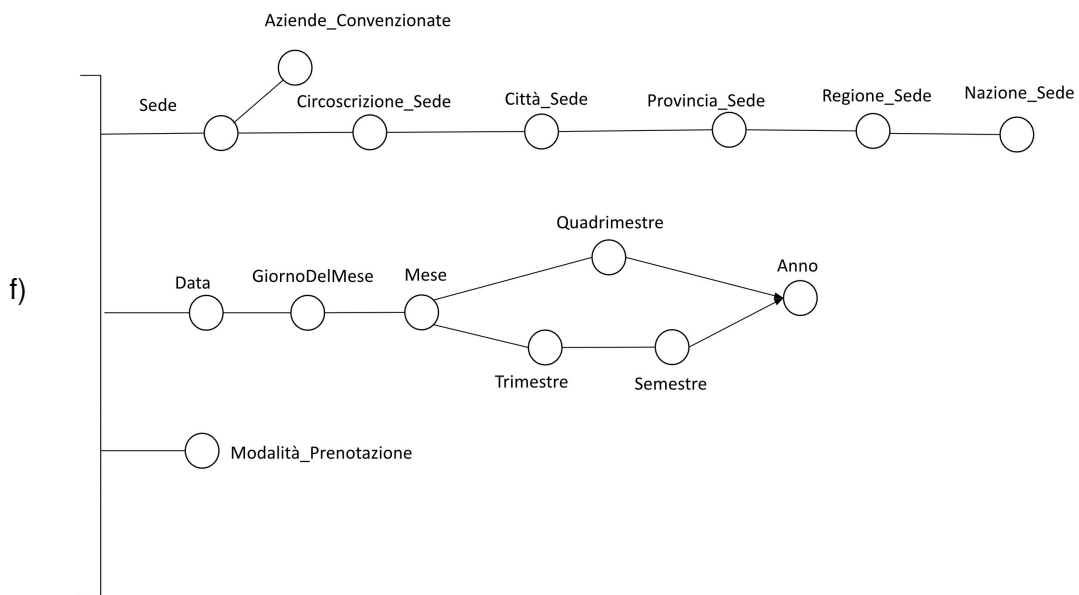 Aziende_Convenzionate
Sede
Circoscrizione_Sede
Città_Sede
Provincia_Sede
Regione_Sede
Nazione_Sede
f)
Data
GiornoDelMese
Mese
Quadrimestre
Anno
Trimestre
Semestre
Modalità_Prenotazione